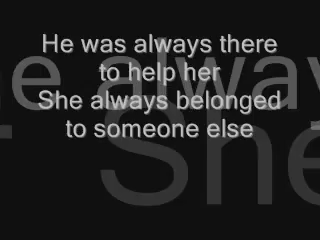 He was always there
to help her
She always belonged
to someone else